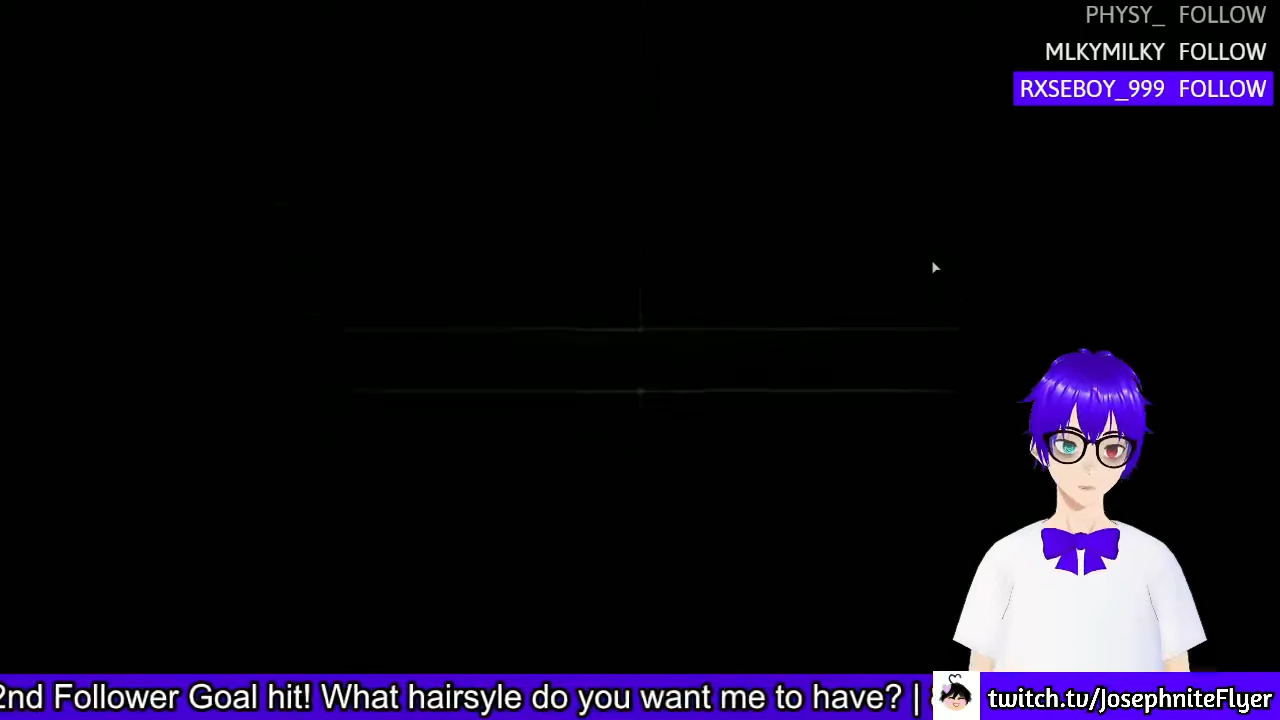 PHYSY_ FOLLOW
MLKYMILKY FOLLOW
RXSEBOY_999 FOLLOW
2nd Follower Goal hit! What hairsyle do you want me to have? |
twitch.tv/JosephniteFlyer